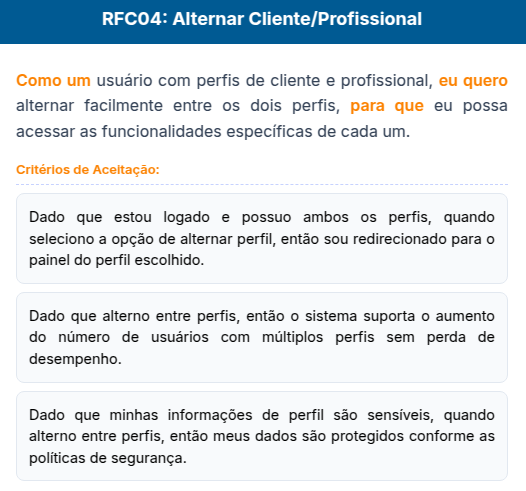 RFC04: Alternar Cliente/Profissional
Como um usuário com perfis de cliente e profissional, eu quero
alternar facilmente entre os dois perfis, para que eu possa
acessar as funcionalidades específicas de cada um.
Critérios de Aceitação:
Dado que estou logado e possuo ambos os perfis, quando
seleciono a opção de alternar perfil, então sou redirecionado para o
painel do perfil escolhido.
Dado que alterno entre perfis, então o sistema suporta o aumento
do número de usuários com múltiplos perfis sem perda de
desempenho.
Dado que minhas informações de perfil são sensíveis, quando
alterno entre perfis, então meus dados são protegidos conforme as
políticas de segurança.